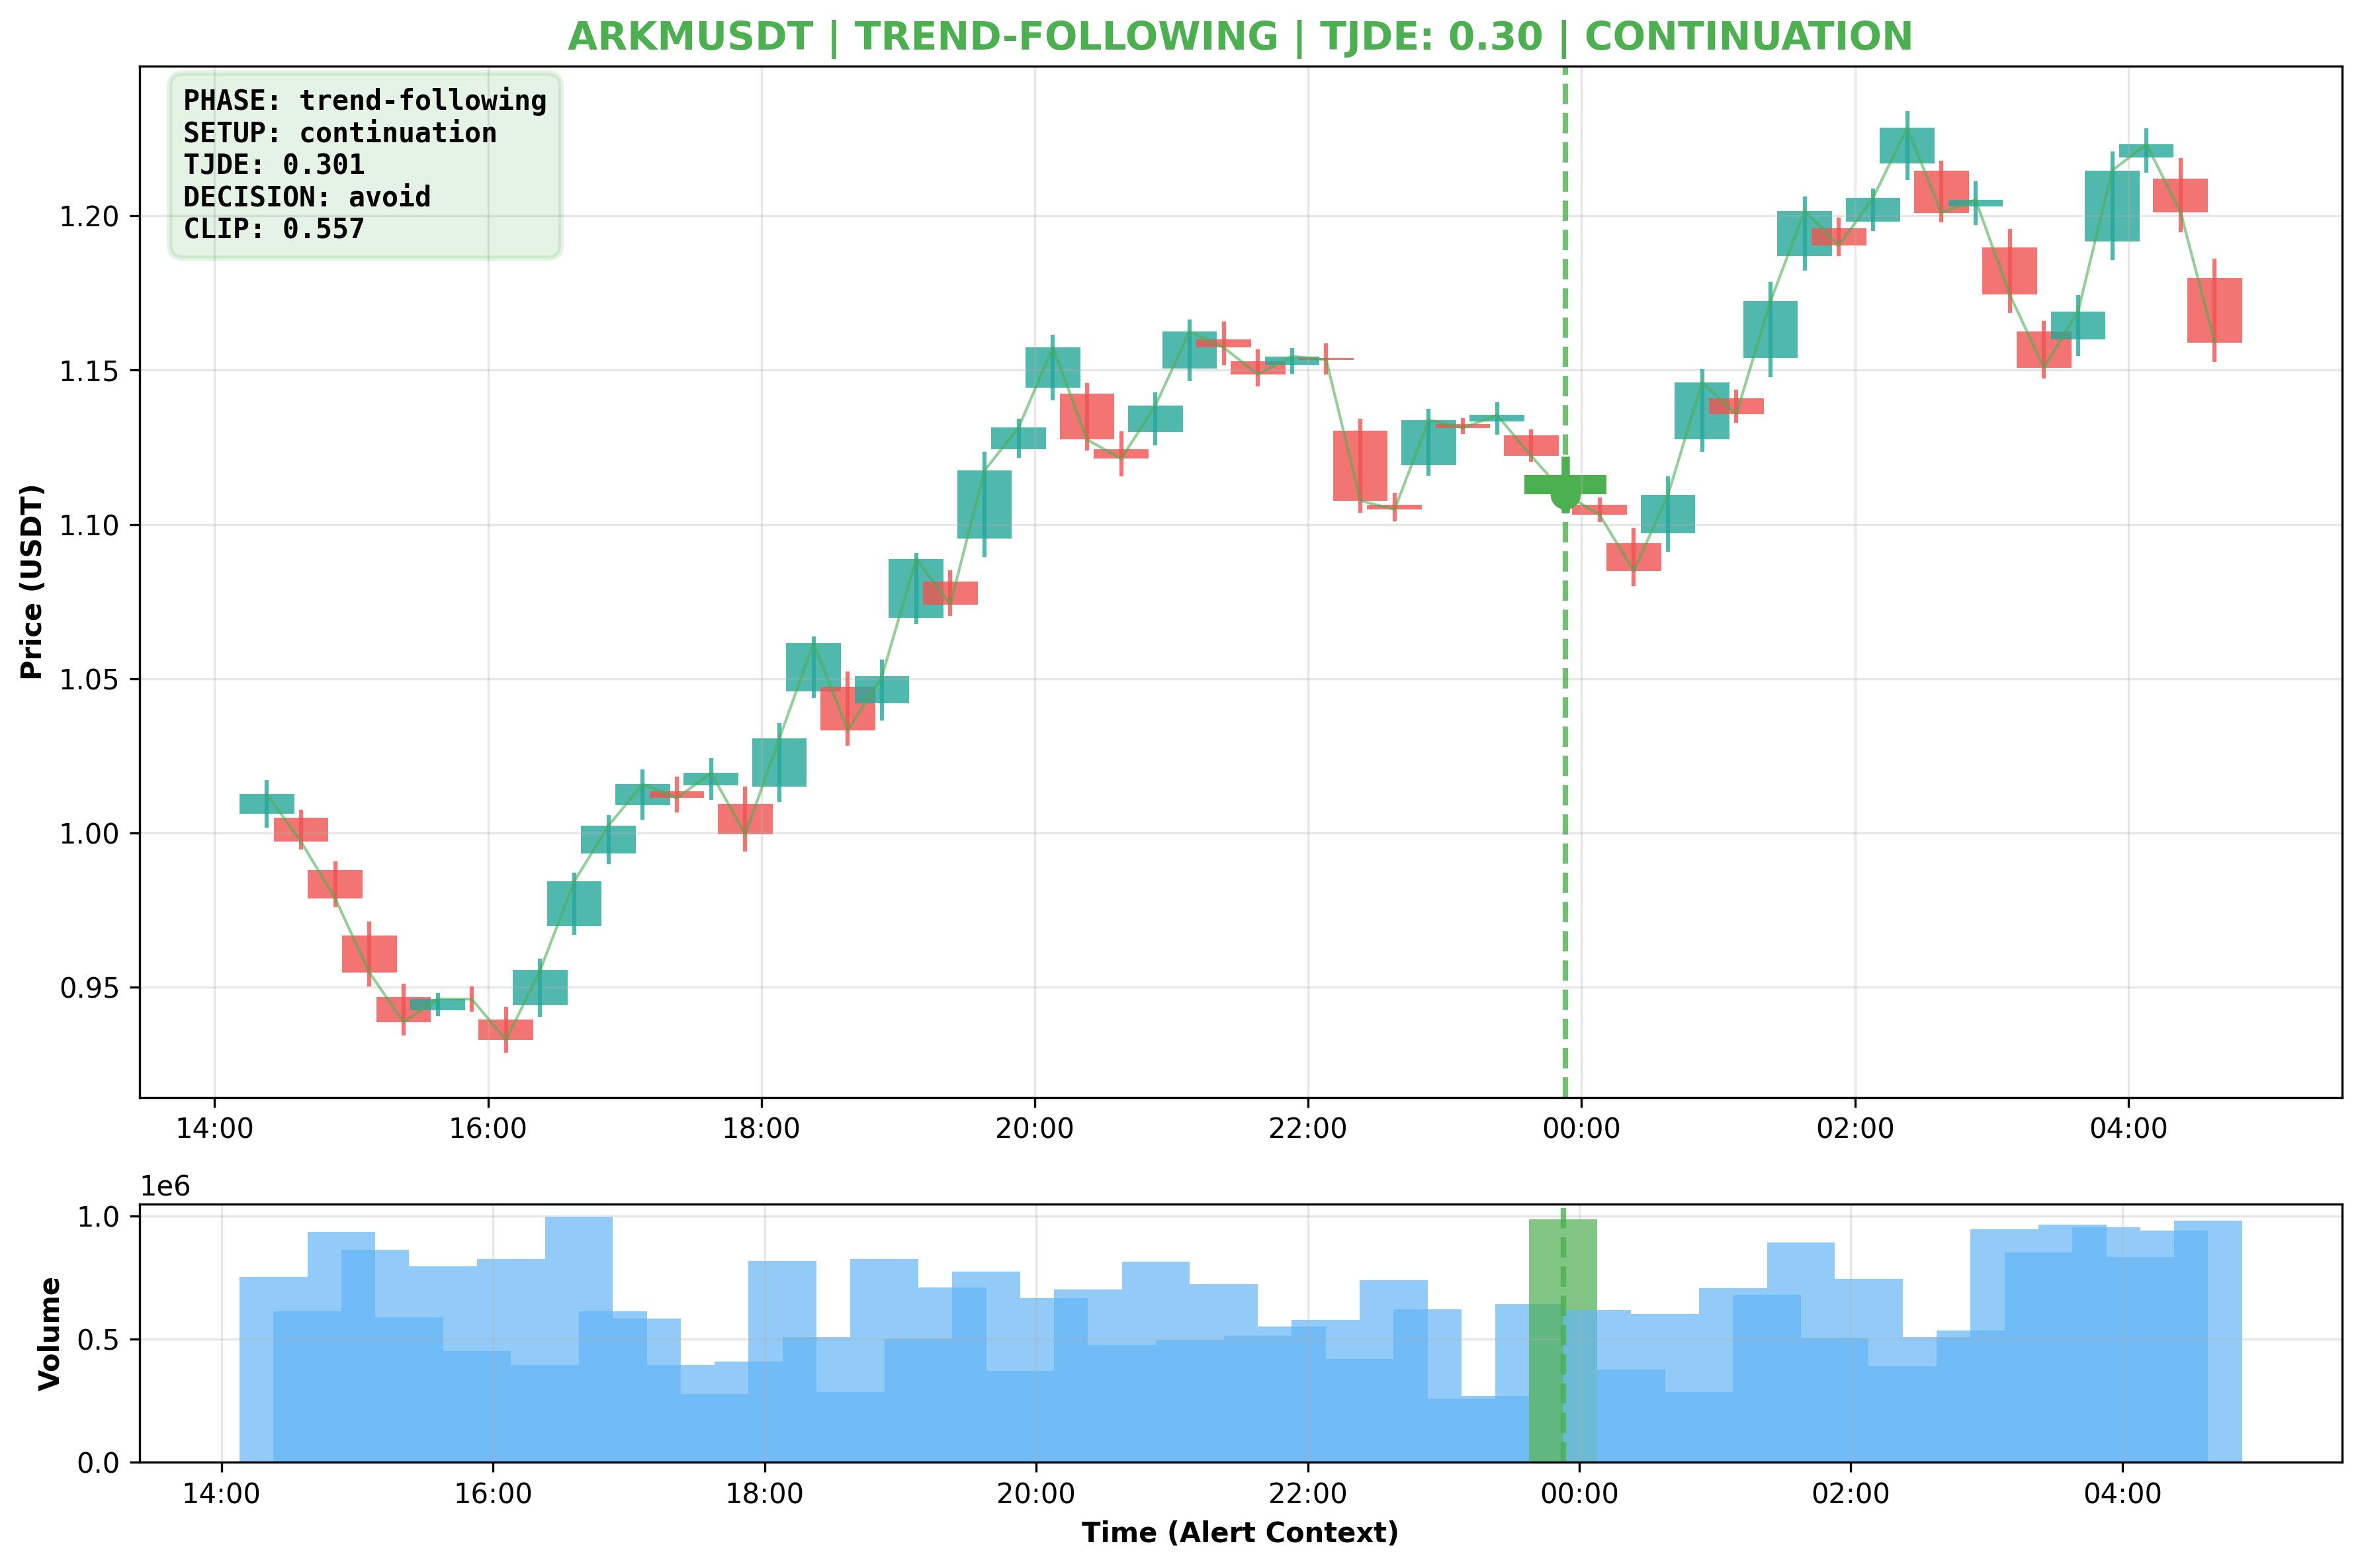 ARKMUSDT | TREND-FOLLOWING | TJDE: 0.30 | CONTINUATION
PHASE: trend-following
SETUP: continuation
TJDE: 0.301
DECISION: avoid
CLIP: 0.557
Price (USDT)
1.20
1.15
1.10
1.05
1.00
0.95
14:00 16:00 18:00 20:00 22:00 00:00 02:00 04:00
1e6
Volume
1.0
0.5
0.0
14:00 16:00 18:00 20:00 22:00 00:00 02:00 04:00
Time (Alert Context)